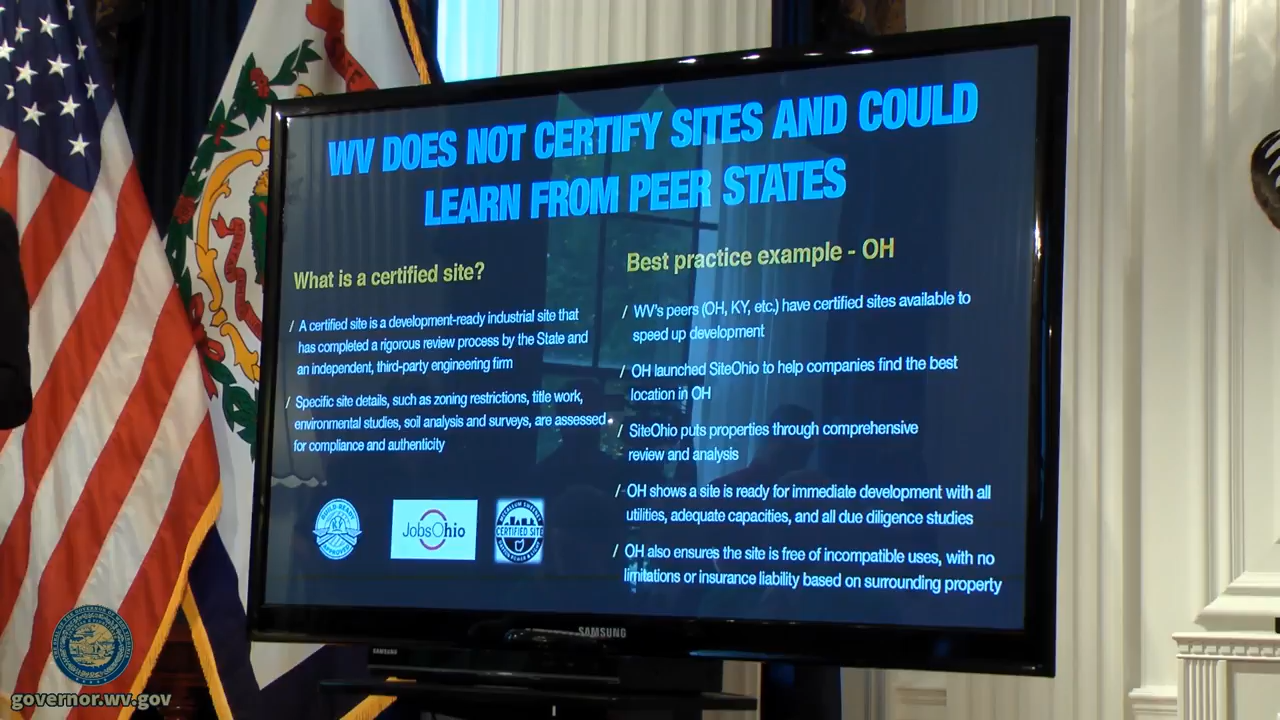 WV DOES NOT CERTIFY SITES AND COULD
LEARN FROM PEER STATES
What is a certified site?
/ A certified site is a development-ready industrial site that
has completed a rigorous review process by the State and
an independent, third-party engineering firm
/ Specific site details, such as zoning restrictions, title work,
environmental studies, soil analysis and surveys, are assessed
for compliance and authenticity
JobsOhio
CERTIFIED SITE
Best practice example - OH
/ WV's peers (OH, KY, etc.) have certified sites available to
speed up development
/ OH launched SiteOhio to help companies find the best
location in OH
/ SiteOhio puts properties through comprehensive
review and analysis
/ OH shows a site is ready for immediate development with all
utilities, adequate capacities, and all due diligence studies
/ OH also ensures the site is free of incompatible uses, with no
limitations or insurance liability based on surrounding property
SAMSUNG
SAMSUNG
governor.wv.gov